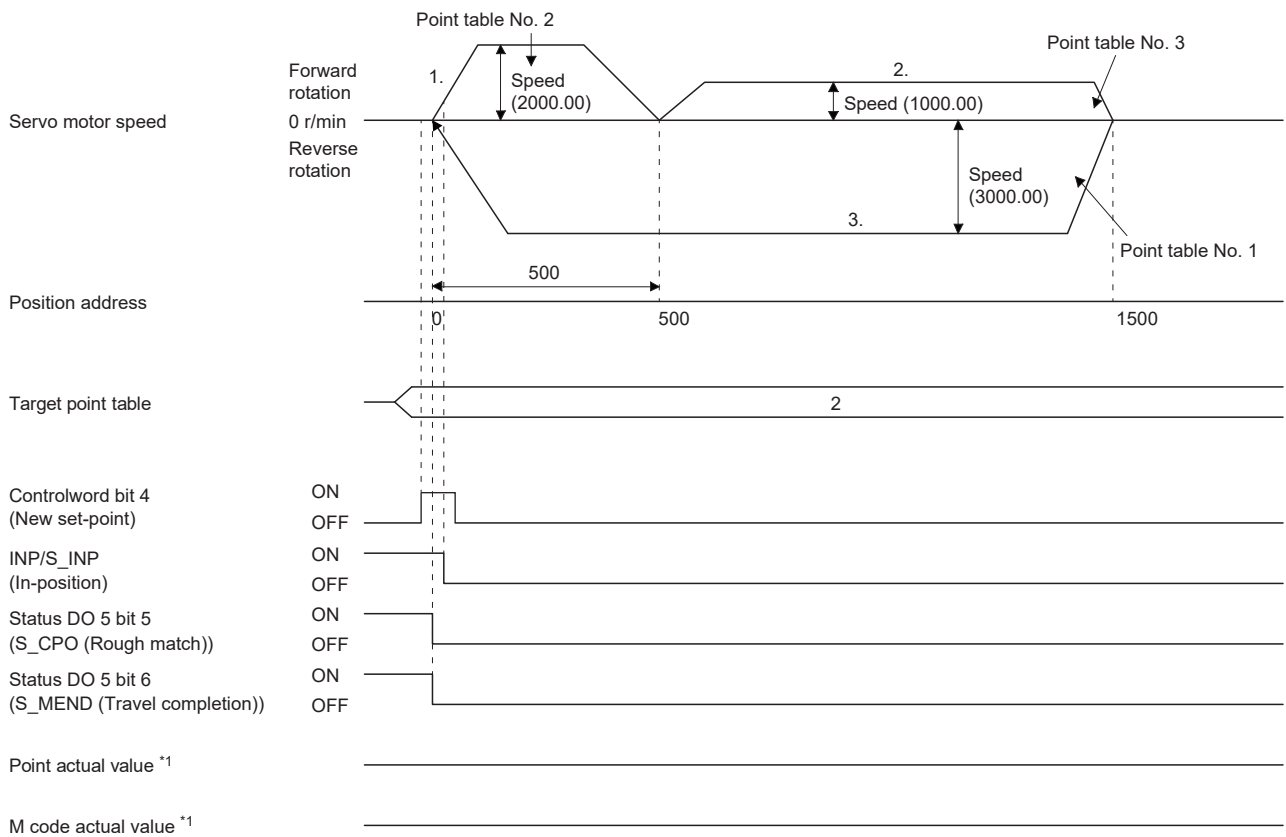 Point table No. 2
Point table No. 3
Forward
rotation
1.
Speed
(2000.00)
2.
Speed (1000.00)
Servo motor speed
0 r/min
Reverse
rotation
Speed
(3000.00)
3.
Point table No. 1
500
Position address
0
500
1500
Target point table
2
Controlword bit 4
(New set-point)
ON
OFF
INP/S_INP
(In-position)
ON
OFF
Status DO 5 bit 5
(S_CPO (Rough match))
ON
OFF
Status DO 5 bit 6
(S_MEND (Travel completion))
ON
OFF
Point actual value *1
M code actual value *1